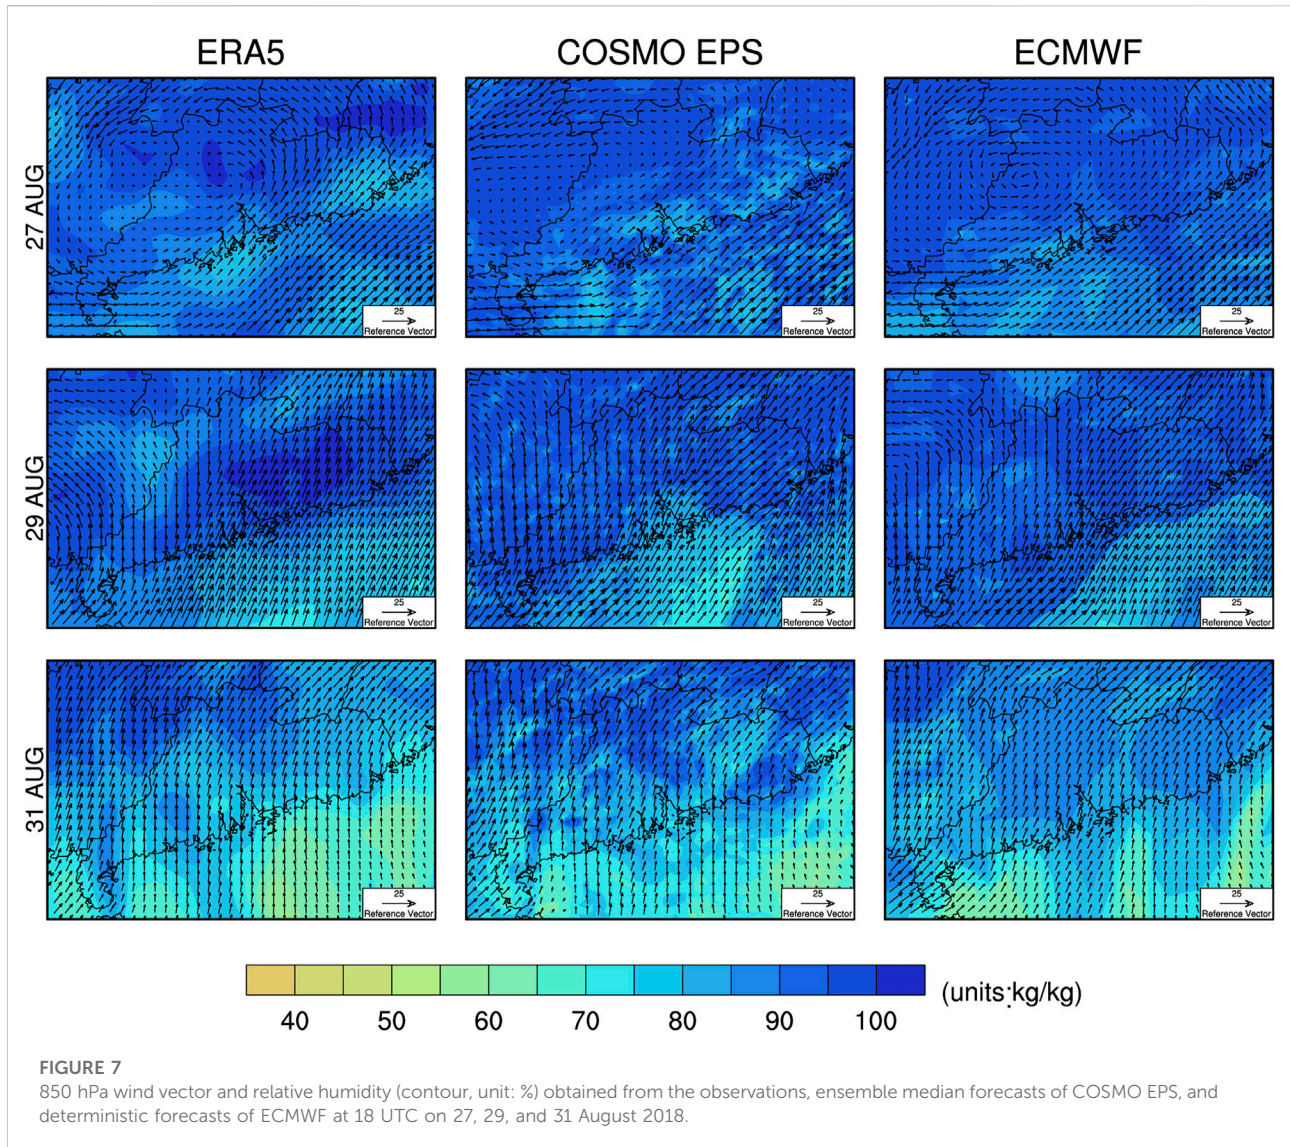 ERA5
COSMO EPS
ECMWF
27 AUG
25
Reference Vector
25
Reference Vector
25
Reference Vector
29 AUG
25
Reference Vector
25
Reference Vector
25
Reference Vector
31 AUG
25
Reference Vector
25
Reference Vector
25
Reference Vector
40 50 60 70 80 90 100
(units:kg/kg)
FIGURE 7
850 hPa wind vector and relative humidity (contour, unit: %) obtained from the observations, ensemble median forecasts of COSMO EPS, and
deterministic forecasts of ECMWF at 18 UTC on 27, 29, and 31 August 2018.